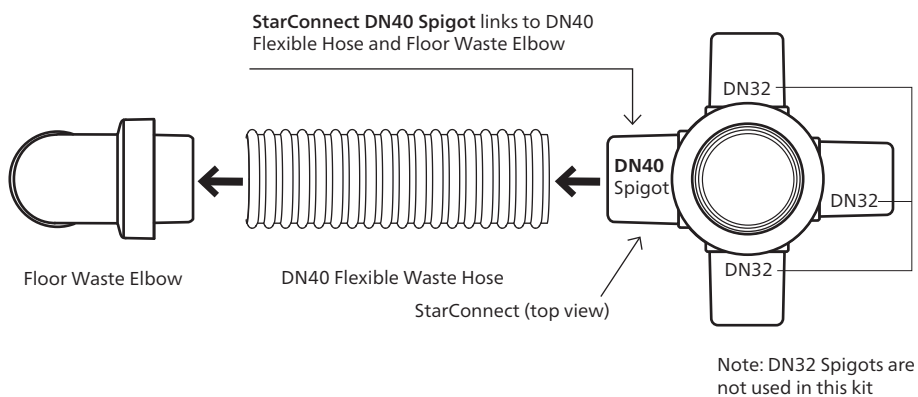 StarConnect DN40 Spigot links to DN40
Flexible Hose and Floor Waste Elbow
DN32
DN40
Spigot
DN32
DN32
Floor Waste Elbow
DN40 Flexible Waste Hose
StarConnect (top view)
Note: DN32 Spigots are
not used in this kit